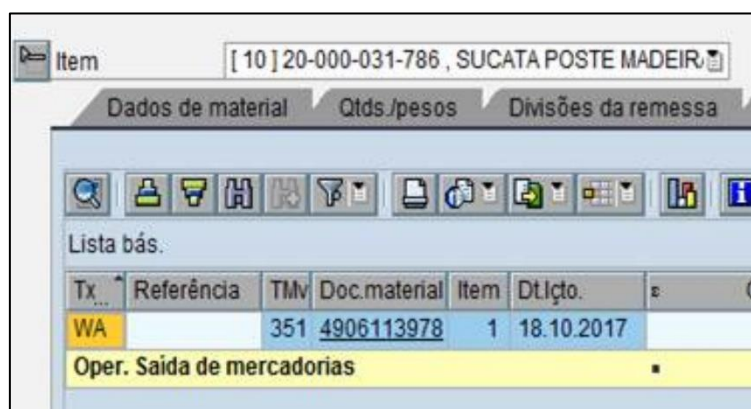 Item [ 10 ] 20-000-031-786 , SUCATA POSTE MADEIR
Dados de material Qtds./pesos Divisões da remessa
Lista bás.
Tx... Referência TMv Doc.material Item Dt.lçto.
WA 351 4906113978 1 18.10.2017
Oper. Saída de mercadorias